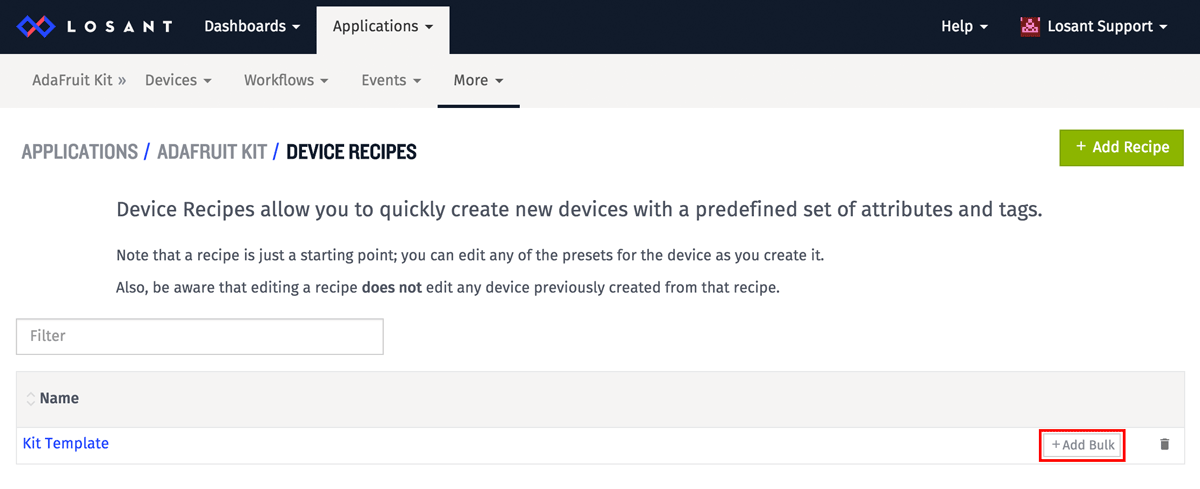 LOSANT Dashboards Applications Help Losant Support
AdaFruit Kit » Devices Workflows Events More
APPLICATIONS / ADAFRUIT KIT / DEVICE RECIPES + Add Recipe
Device Recipes allow you to quickly create new devices with a predefined set of attributes and tags.
Note that a recipe is just a starting point; you can edit any of the presets for the device as you create it.
Also, be aware that editing a recipe does not edit any device previously created from that recipe.
Filter
Name
Kit Template + Add Bulk